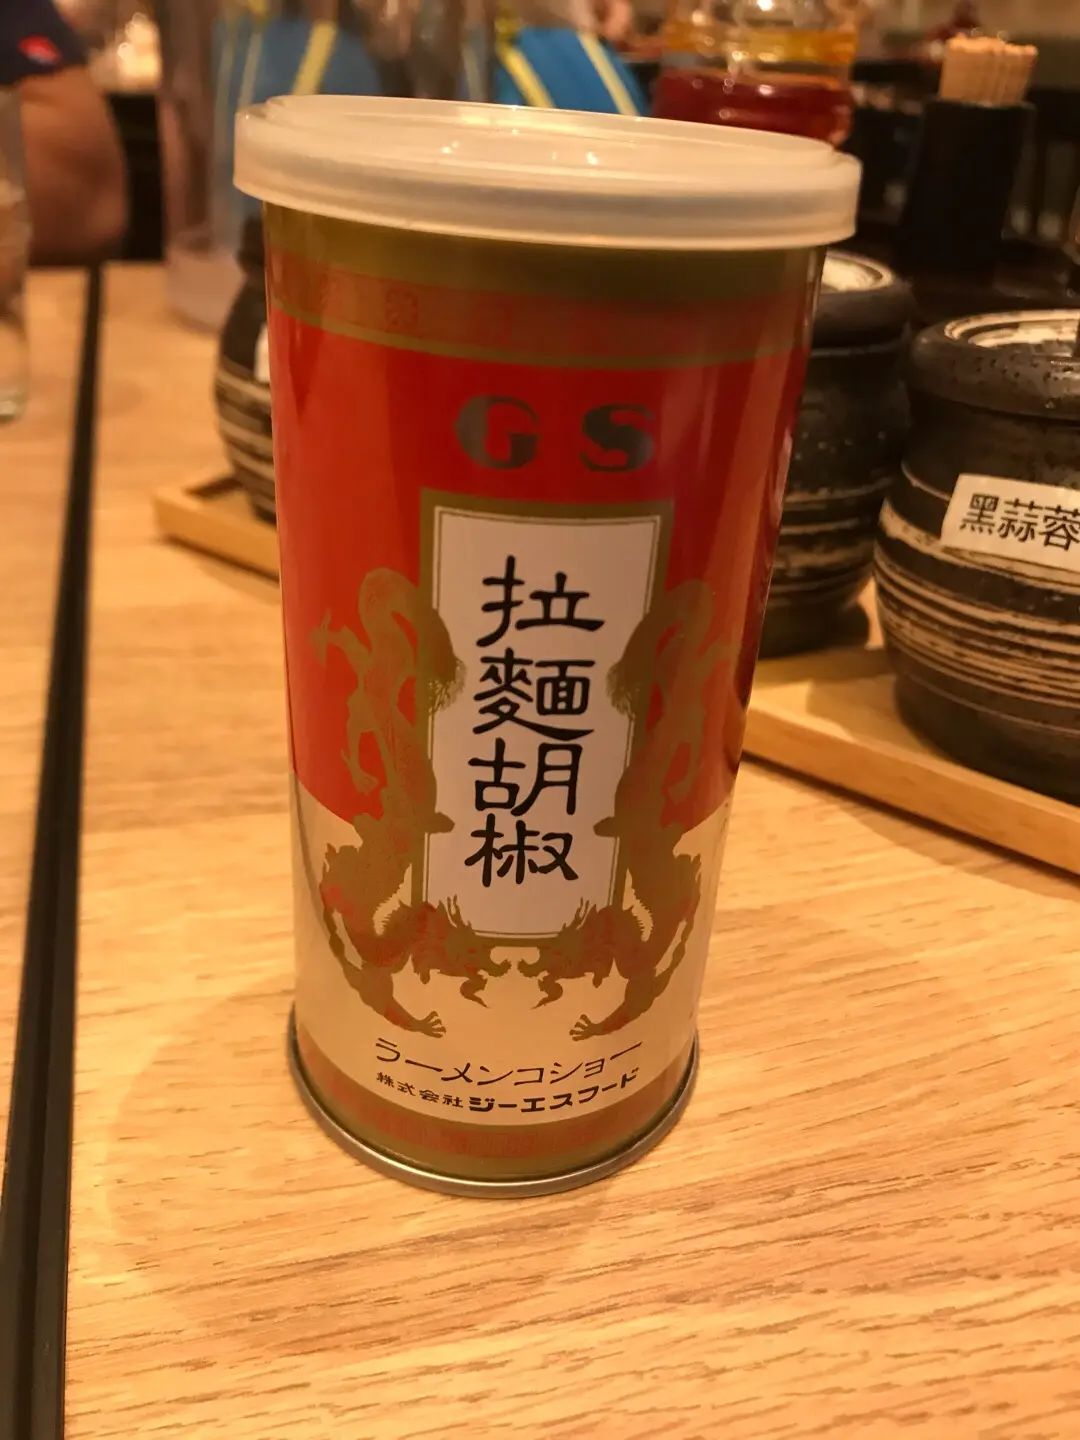 GS
拉麵胡椒
ラーメンコショー
株式会社ジーエスフード
黑蒜蓉